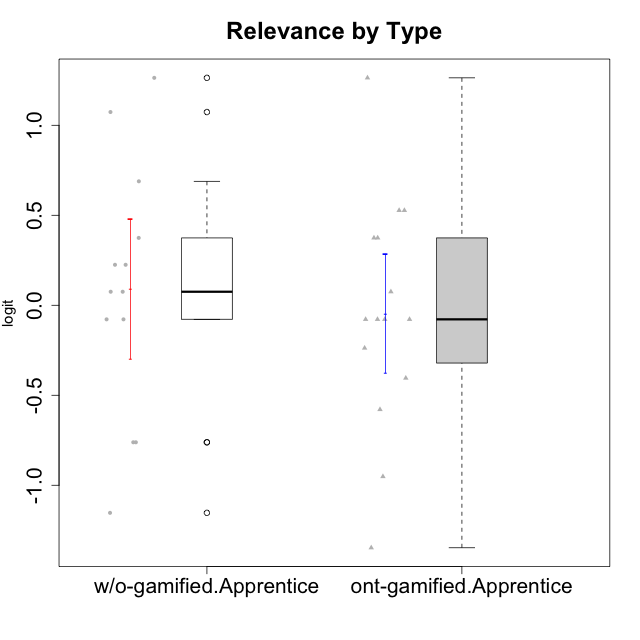 Relevance by Type
logit
1.0
0.5
0.0
-0.5
-1.0
w/o-gamified.Apprentice
ont-gamified.Apprentice